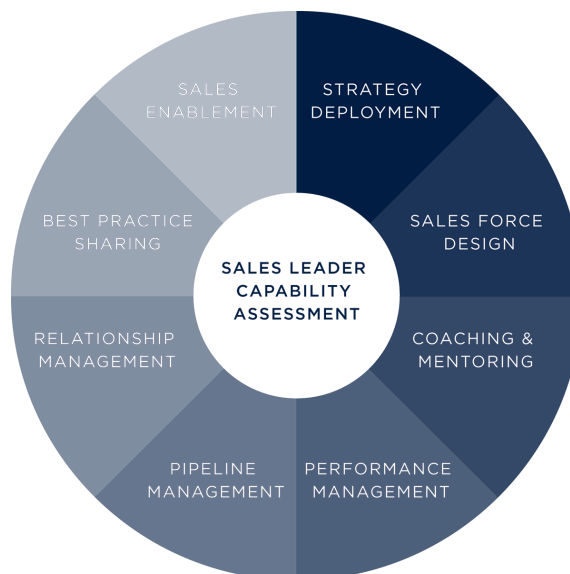 SALES
ENABLEMENT
STRATEGY
DEPLOYMENT
BEST PRACTICE
SHARING
SALES FORCE
DESIGN
SALES LEADER
CAPABILITY
ASSESSMENT
RELATIONSHIP
MANAGEMENT
COACHING &
MENTORING
PIPELINE
MANAGEMENT
PERFORMANCE
MANAGEMENT